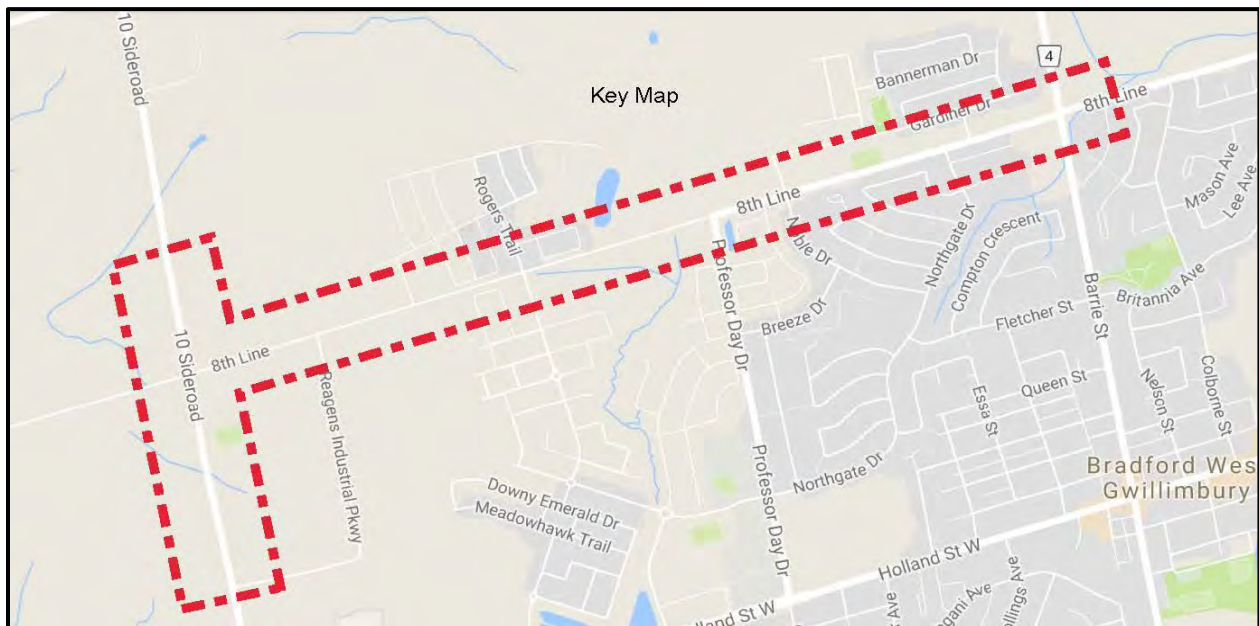 10 Sideroad
Key Map
4
Bannerman Dr
Gardiner Dr
8th Line
Rogers Trail
8th Line
Mason Ave
Lee Ave
Noble Dr
Northgate Dr
Compton Crescent
Professor Day Dr
Barrie St
Britannia Ave
Breeze Dr
Fletcher St
8th Line
10 Sideroad
Reagens Industrial Pkwy
Queen St
Essa St
Nelson St
Colborne St
Professor Day Dr
Northgate Dr
Bradford Wes
Gwillimbury
Downy Emerald Dr
Meadowhawk Trail
Holland St W
olland St W
Ave